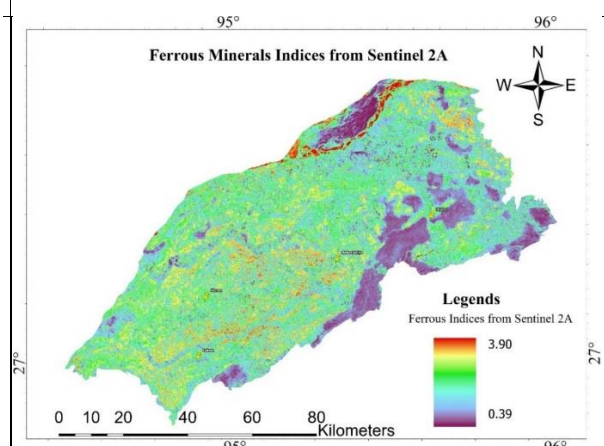 95° 96°
Ferrous Minerals Indices from Sentinel 2A
N
W E
S
Legends
Ferrous Indices from Sentinel 2A
3.90
0.39
27° 27°
0 10 20 40 60 80
Kilometers
95° 96°